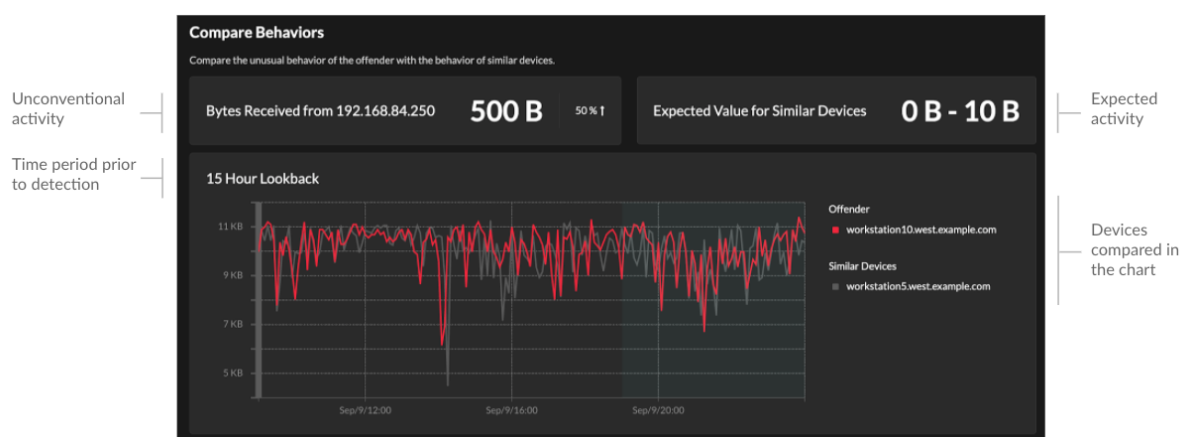 Compare Behaviors
Compare the unusual behavior of the offender with the behavior of similar devices.
Unconventional
activity
Bytes Received from 192.168.84.250
500 B
50 % ↑
Expected Value for Similar Devices
0 B - 10 B
Expected
activity
Time period prior
to detection
15 Hour Lookback
11 KB
9 KB
7 KB
5 KB
Sep/9/12:00
Sep/9/16:00
Sep/9/20:00
Offender
workstation10.west.example.com
Similar Devices
workstation5.west.example.com
Devices
compared in
the chart